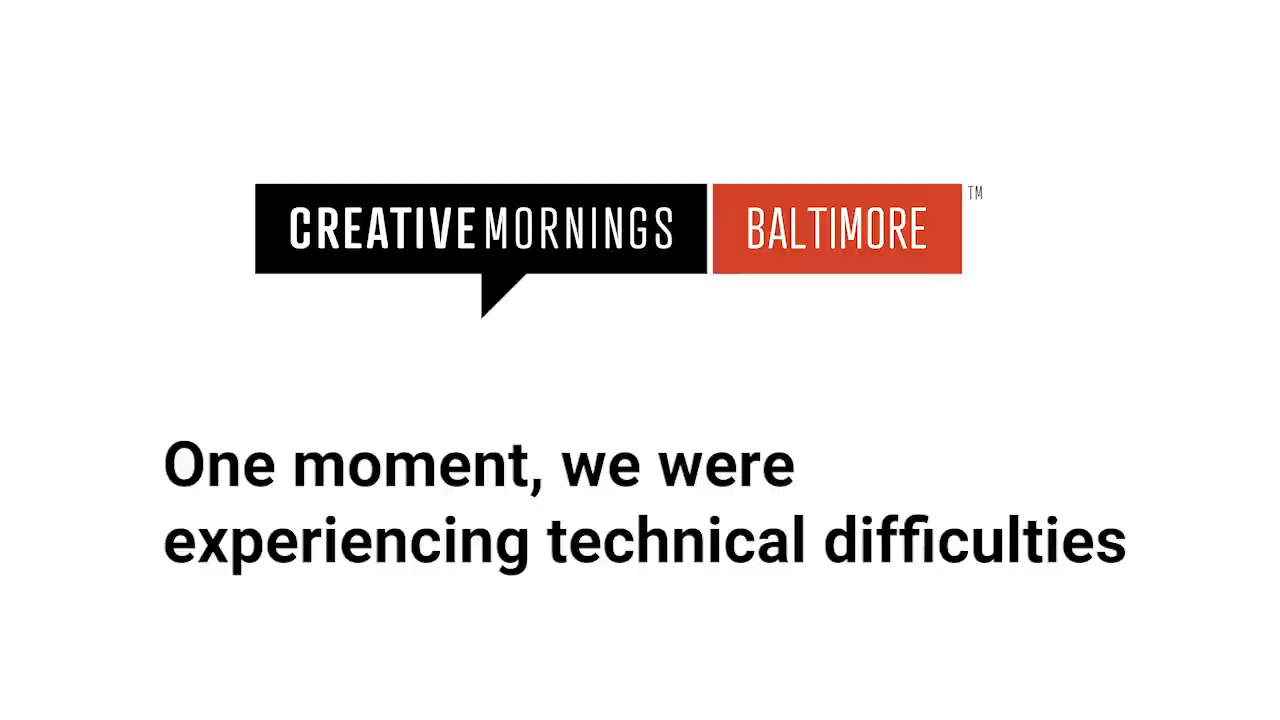 CREATIVEMORNINGS BALTIMORE TM
One moment, we were
experiencing technical difficulties